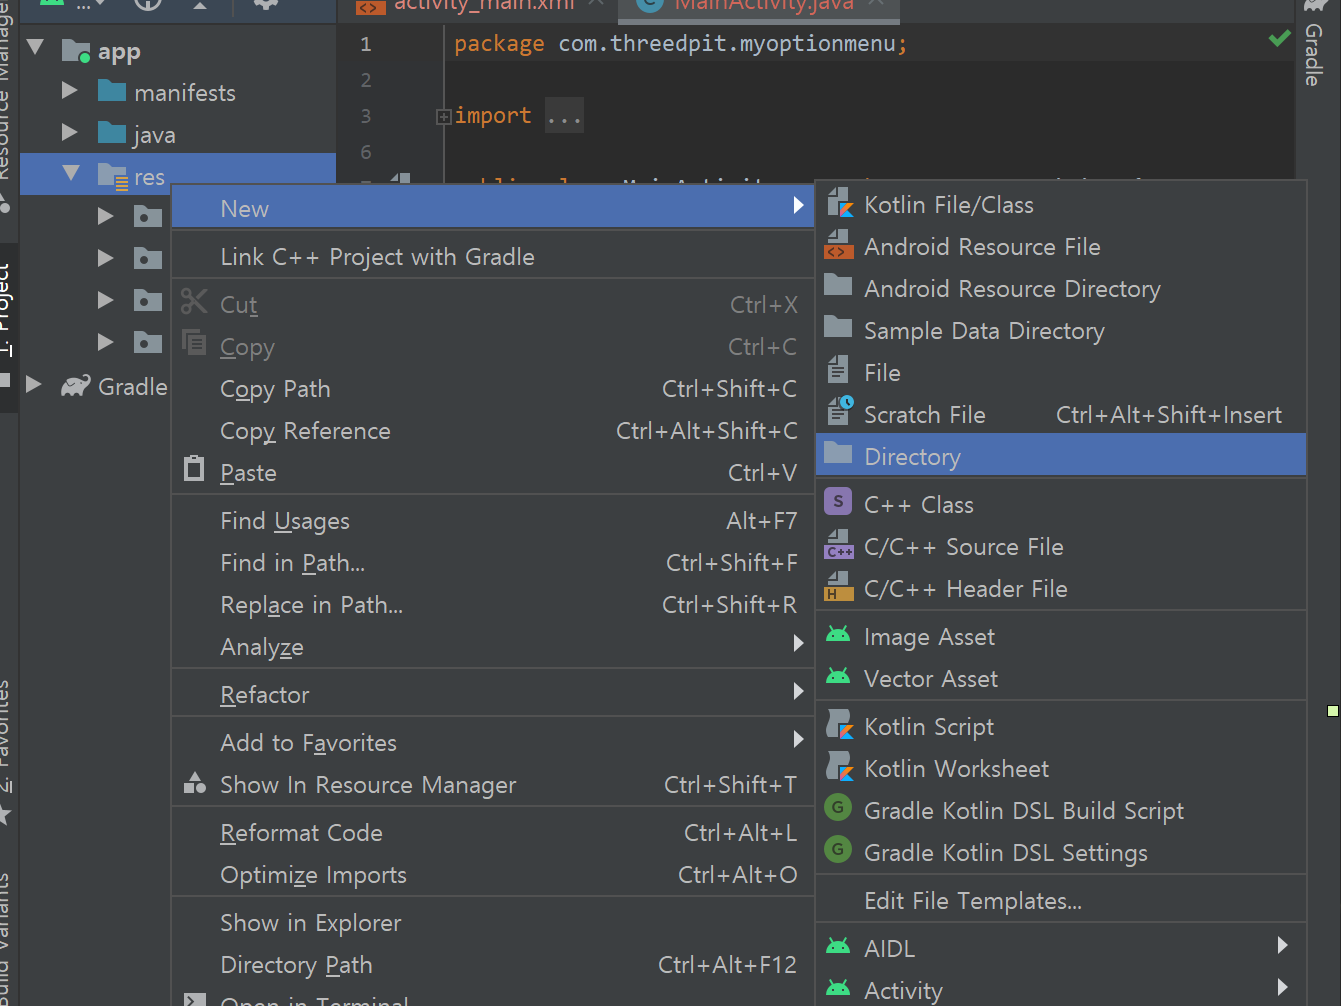 activity_main.xml
MainActivity.java
Resource Manager
1: Project
2: Favorites
Build Variants
app
manifests
java
res
Gradle
1 package com.threedpit.myoptionmenu;
2
3 import ...
6
7
Gradle
New
Link C++ Project with Gradle
Cut Ctrl+X
Copy Ctrl+C
Copy Path Ctrl+Shift+C
Copy Reference Ctrl+Alt+Shift+C
Paste Ctrl+V
Find Usages Alt+F7
Find in Path... Ctrl+Shift+F
Replace in Path... Ctrl+Shift+R
Analyze
Refactor
Add to Favorites
Show In Resource Manager Ctrl+Shift+T
Reformat Code Ctrl+Alt+L
Optimize Imports Ctrl+Alt+O
Show in Explorer
Directory Path Ctrl+Alt+F12
Open in Terminal
Kotlin File/Class
Android Resource File
Android Resource Directory
Sample Data Directory
File
Scratch File Ctrl+Alt+Shift+Insert
Directory
S C++ Class
C++ C/C++ Source File
H C/C++ Header File
Image Asset
Vector Asset
Kotlin Script
Kotlin Worksheet
G Gradle Kotlin DSL Build Script
G Gradle Kotlin DSL Settings
Edit File Templates...
AIDL
Activity